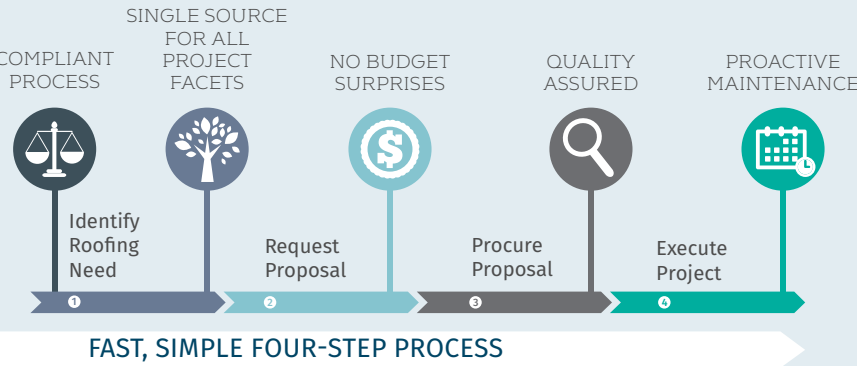 COMPLIANT
PROCESS
SINGLE SOURCE
FOR ALL
PROJECT
FACETS
NO BUDGET
SURPRISES
QUALITY
ASSURED
PROACTIVE
MAINTENANCE
$
Identify
Roofing
Need
Request
Proposal
Procure
Proposal
Execute
Project
1
2
3
4
FAST, SIMPLE FOUR-STEP PROCESS